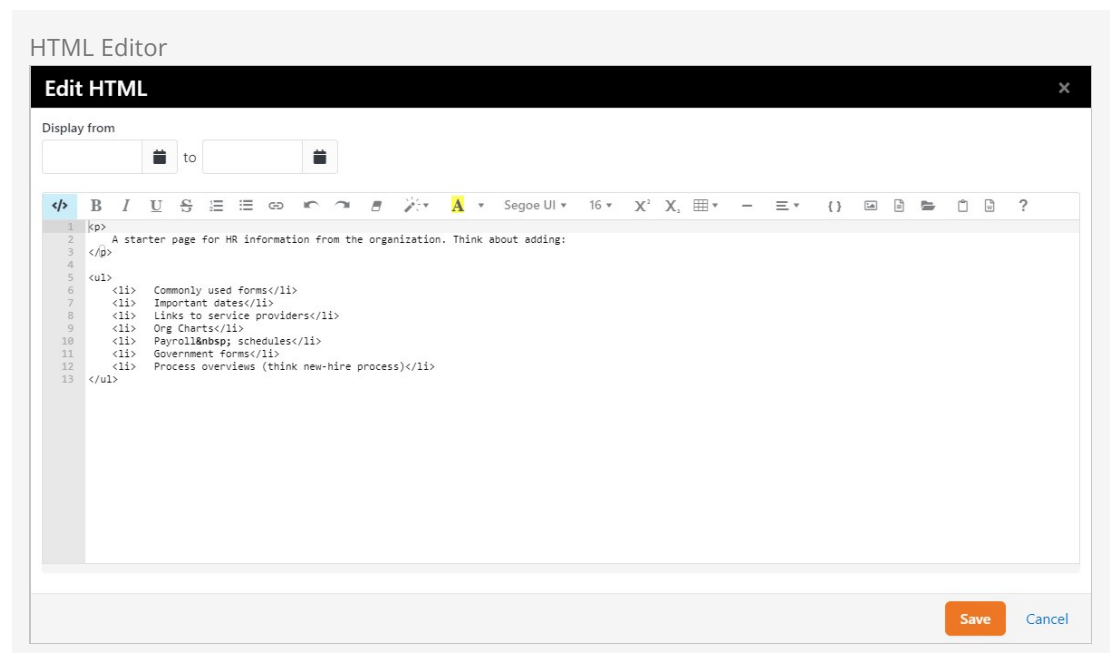 HTML Editor
Edit HTML ×
Display from
to
</> B I U S A Segoe UI 16 X² X, { } ?
1 <p>
2 A starter page for HR information from the organization. Think about adding:
3 </p>
4
5 <ul>
6 <li> Commonly used forms</li>
7 <li> Important dates</li>
8 <li> Links to service providers</li>
9 <li> Org Charts</li>
10 <li> Payroll&nbsp; schedules</li>
11 <li> Government forms</li>
12 <li> Process overviews (think new-hire process)</li>
13 </ul>
Save Cancel